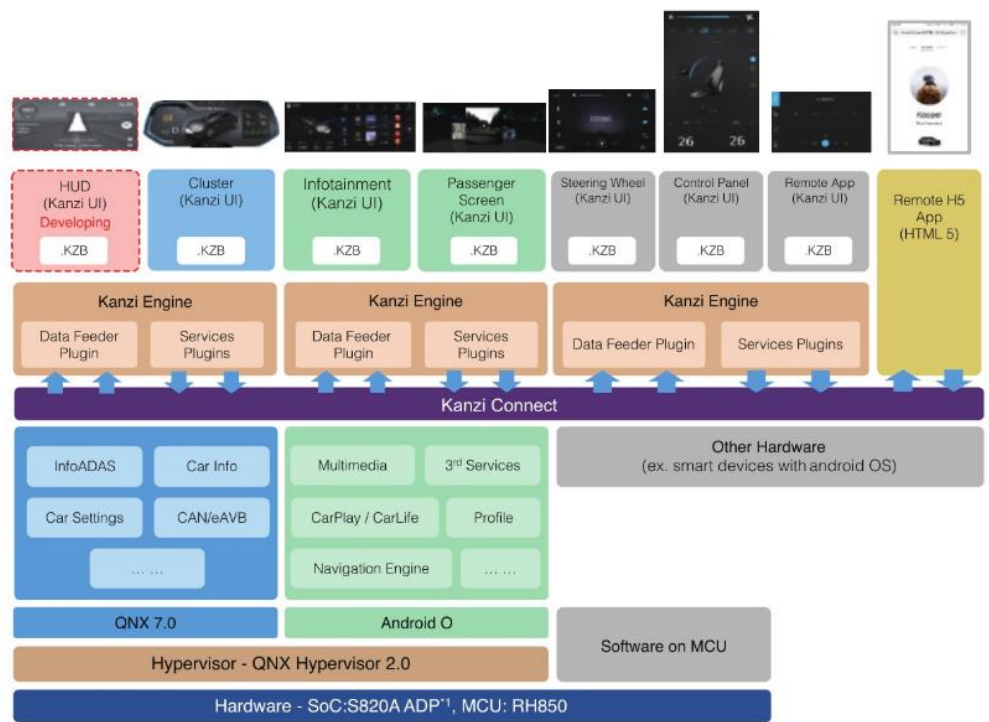 26
26
Kasper
HUD
(Kanzi UI)
Developing
.KZB
Cluster
(Kanzi UI)
.KZB
Infotainment
(Kanzi UI)
.KZB
Passenger
Screen
(Kanzi UI)
.KZB
Steering Wheel
(Kanzi UI)
.KZB
Control Panel
(Kanzi UI)
.KZB
Remote App
(Kanzi UI)
.KZB
Remote H5
App
(HTML 5)
Kanzi Engine
Data Feeder
Plugin
Services
Plugins
Kanzi Engine
Data Feeder
Plugin
Services
Plugins
Kanzi Engine
Data Feeder Plugin
Services Plugins
Kanzi Connect
InfoADAS
Car Info
Car Settings
CAN/eAVB
... ...
Multimedia
3rd Services
CarPlay / CarLife
Profile
Navigation Engine
... ...
Other Hardware
(ex. smart devices with android OS)
QNX 7.0
Android O
Hypervisor - QNX Hypervisor 2.0
Software on MCU
Hardware - SoC:S820A ADP*1, MCU: RH850